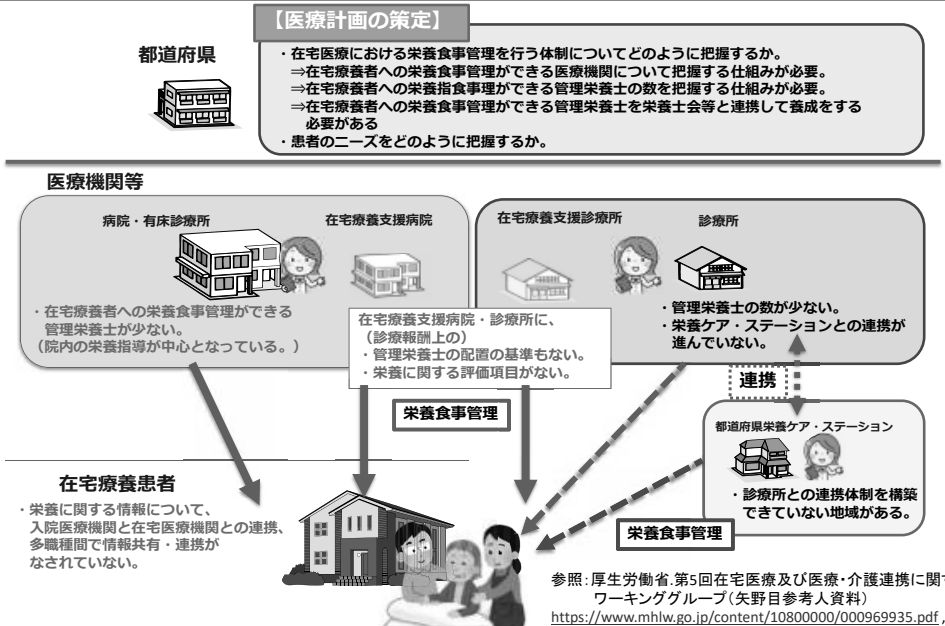 【医療計画の策定】
都道府県
・在宅医療における栄養食事管理を行う体制についてどのように把握するか。
⇒在宅療養者への栄養食事管理ができる医療機関について把握する仕組みが必要。
⇒在宅療養者への栄養指食事理ができる管理栄養士の数を把握する仕組みが必要。
⇒在宅療養者への栄養食事管理ができる管理栄養士を栄養士会等と連携して養成をする
必要がある
・患者のニーズをどのように把握するか。
医療機関等
病院・有床診療所
在宅療養支援病院
・在宅療養者への栄養食事管理ができる
管理栄養士が少ない。
（院内の栄養指導が中心となっている。）
在宅療養支援診療所
診療所
・管理栄養士の数が少ない。
・栄養ケア・ステーションとの連携が
進んでいない。
在宅療養支援病院・診療所に、
（診療報酬上の）
・管理栄養士の配置の基準もない。
・栄養に関する評価項目がない。
連携
栄養食事管理
都道府県栄養ケア・ステーション
・診療所との連携体制を構築
できていない地域がある。
栄養食事管理
在宅療養患者
・栄養に関する情報について、
入院医療機関と在宅医療機関との連携、
多職種間で情報共有・連携が
なされていない。
参照：厚生労働省.第5回在宅医療及び医療・介護連携に関す
ワーキンググループ（矢野目参考人資料）
https://www.mhlw.go.jp/content/10800000/000969935.pdf ,